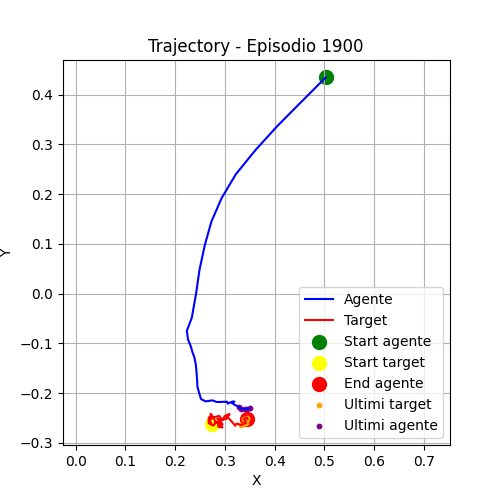 Trajectory - Episodio 1900
Y
0.4
0.3
0.2
0.1
0.0
−0.1
−0.2
−0.3
Agente
Target
Start agente
Start target
End agente
Ultimi target
Ultimi agente
0.0 0.1 0.2 0.3 0.4 0.5 0.6 0.7
X